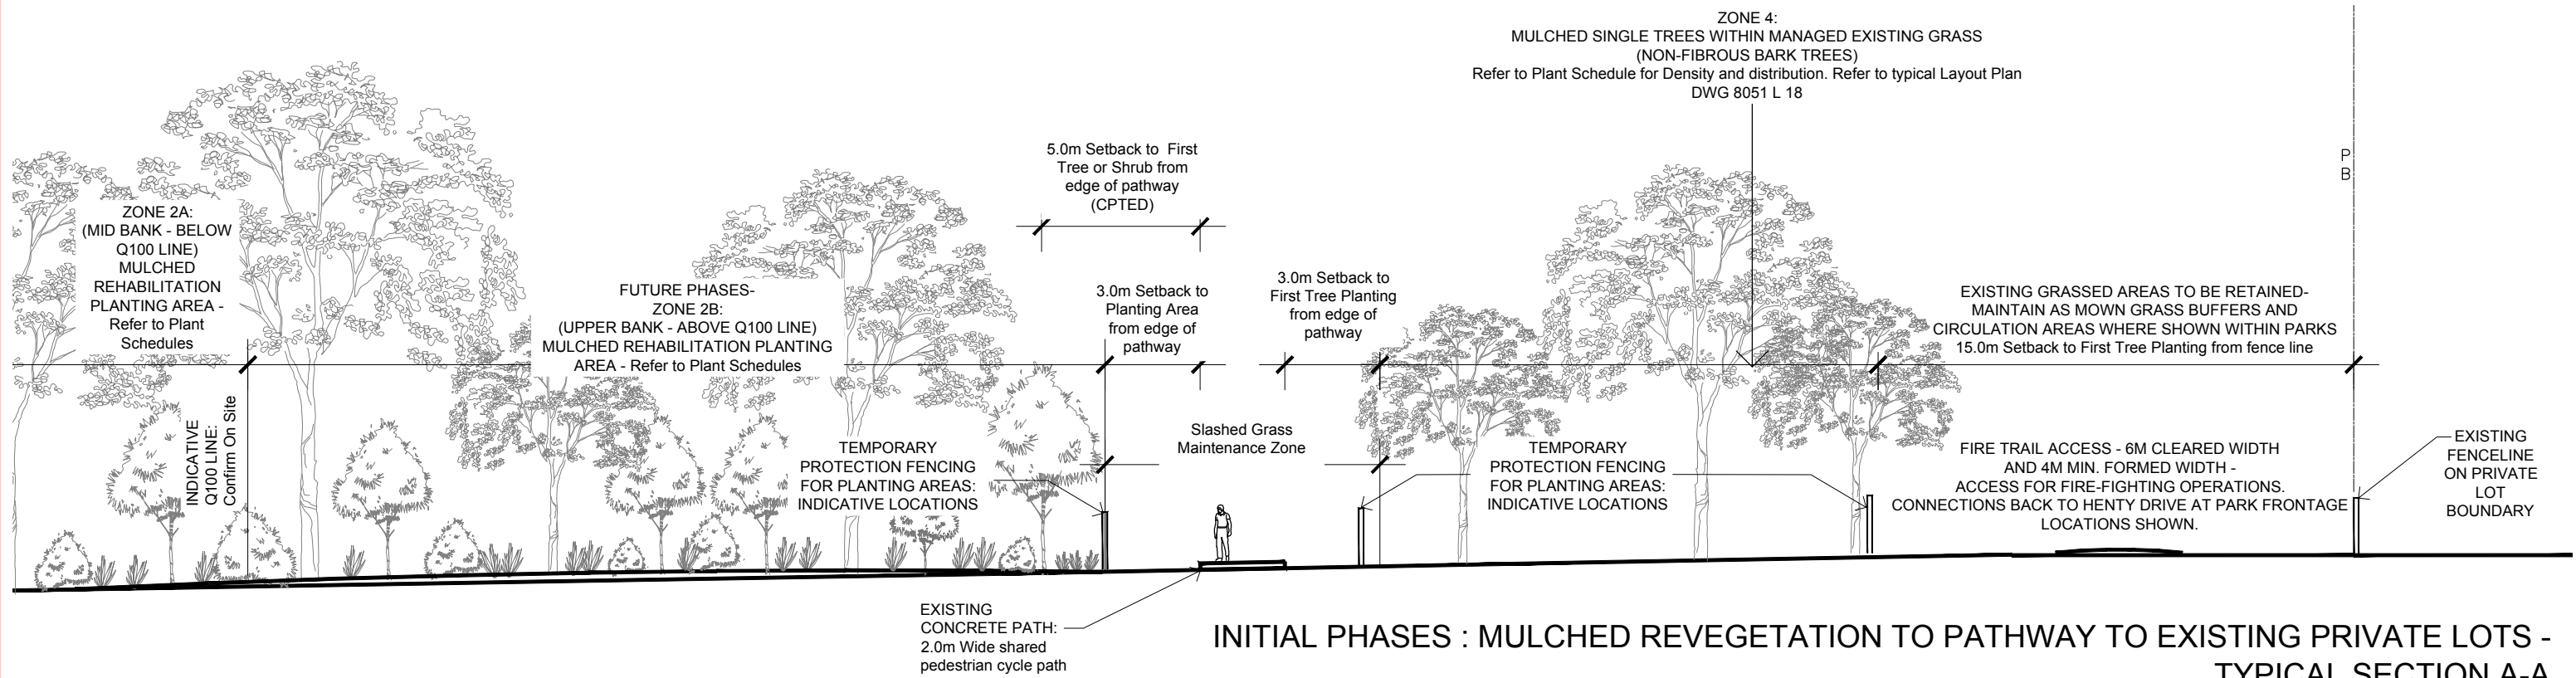 ZONE 4:
MULCHED SINGLE TREES WITHIN MANAGED EXISTING GRASS
(NON-FIBROUS BARK TREES)
Refer to Plant Schedule for Density and distribution. Refer to typical Layout Plan
DWG 8051 L 18
5.0m Setback to First
Tree or Shrub from
edge of pathway
(CPTED)
P
B
ZONE 2A:
(MID BANK - BELOW
Q100 LINE)
MULCHED
REHABILITATION
PLANTING AREA -
Refer to Plant
Schedules
FUTURE PHASES-
ZONE 2B:
(UPPER BANK - ABOVE Q100 LINE)
MULCHED REHABILITATION PLANTING
AREA - Refer to Plant Schedules
3.0m Setback to
Planting Area
from edge of
pathway
3.0m Setback to
First Tree Planting
from edge of
pathway
EXISTING GRASSED AREAS TO BE RETAINED-
MAINTAIN AS MOWN GRASS BUFFERS AND
CIRCULATION AREAS WHERE SHOWN WITHIN PARKS
15.0m Setback to First Tree Planting from fence line
INDICATIVE
Q100 LINE:
Confirm On Site
TEMPORARY
PROTECTION FENCING
FOR PLANTING AREAS:
INDICATIVE LOCATIONS
Slashed Grass
Maintenance Zone
TEMPORARY
PROTECTION FENCING
FOR PLANTING AREAS:
INDICATIVE LOCATIONS
FIRE TRAIL ACCESS - 6M CLEARED WIDTH
AND 4M MIN. FORMED WIDTH -
ACCESS FOR FIRE-FIGHTING OPERATIONS.
CONNECTIONS BACK TO HENTY DRIVE AT PARK FRONTAGE
LOCATIONS SHOWN.
EXISTING
FENCELINE
ON PRIVATE
LOT
BOUNDARY
EXISTING
CONCRETE PATH:
2.0m Wide shared
pedestrian cycle path
INITIAL PHASES : MULCHED REVEGETATION TO PATHWAY TO EXISTING PRIVATE LOTS -
TYPICAL SECTION A-A